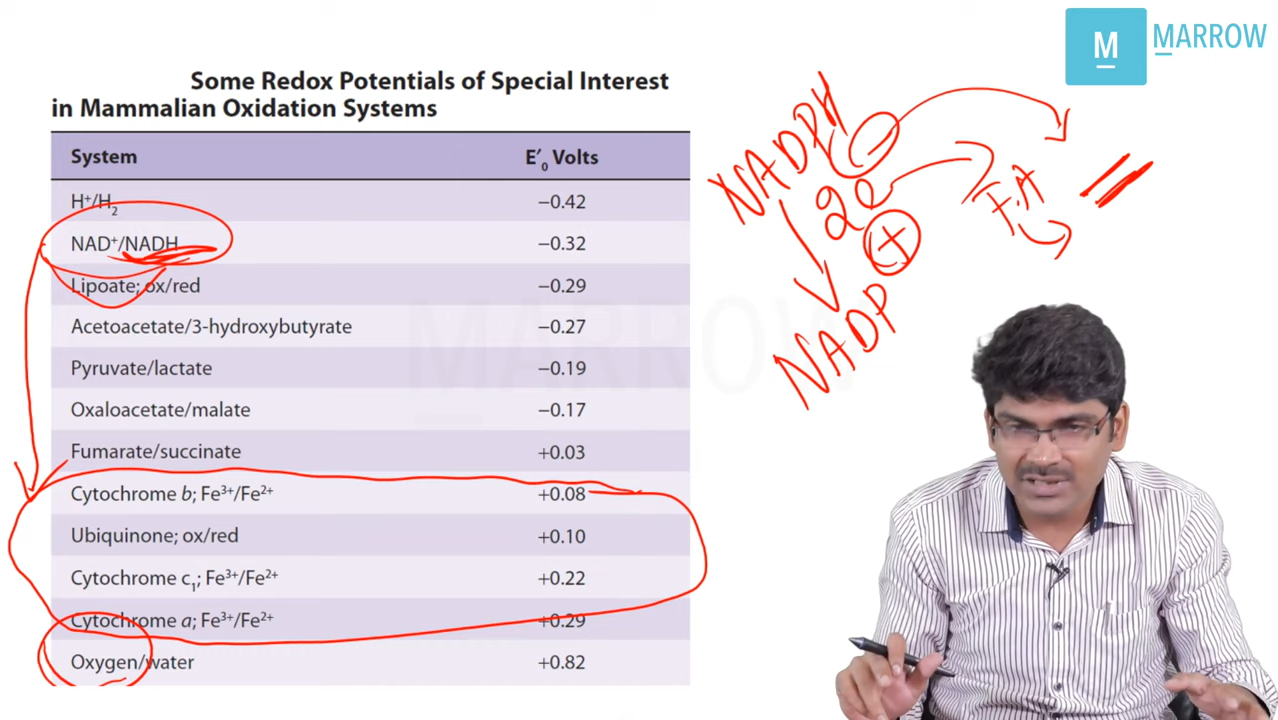 M MARROW
Some Redox Potentials of Special Interest
in Mammalian Oxidation Systems
System E′₀ Volts
H⁺/H₂ −0.42
NAD⁺/NADH −0.32
Lipoate; ox/red −0.29
Acetoacetate/3-hydroxybutyrate −0.27
Pyruvate/lactate −0.19
Oxaloacetate/malate −0.17
Fumarate/succinate +0.03
Cytochrome b; Fe³⁺/Fe²⁺ +0.08
Ubiquinone; ox/red +0.10
Cytochrome c₁; Fe³⁺/Fe²⁺ +0.22
Cytochrome a; Fe³⁺/Fe²⁺ +0.29
Oxygen/water +0.82
NADPH
−
2e
+
F.A
NADP
MARROW